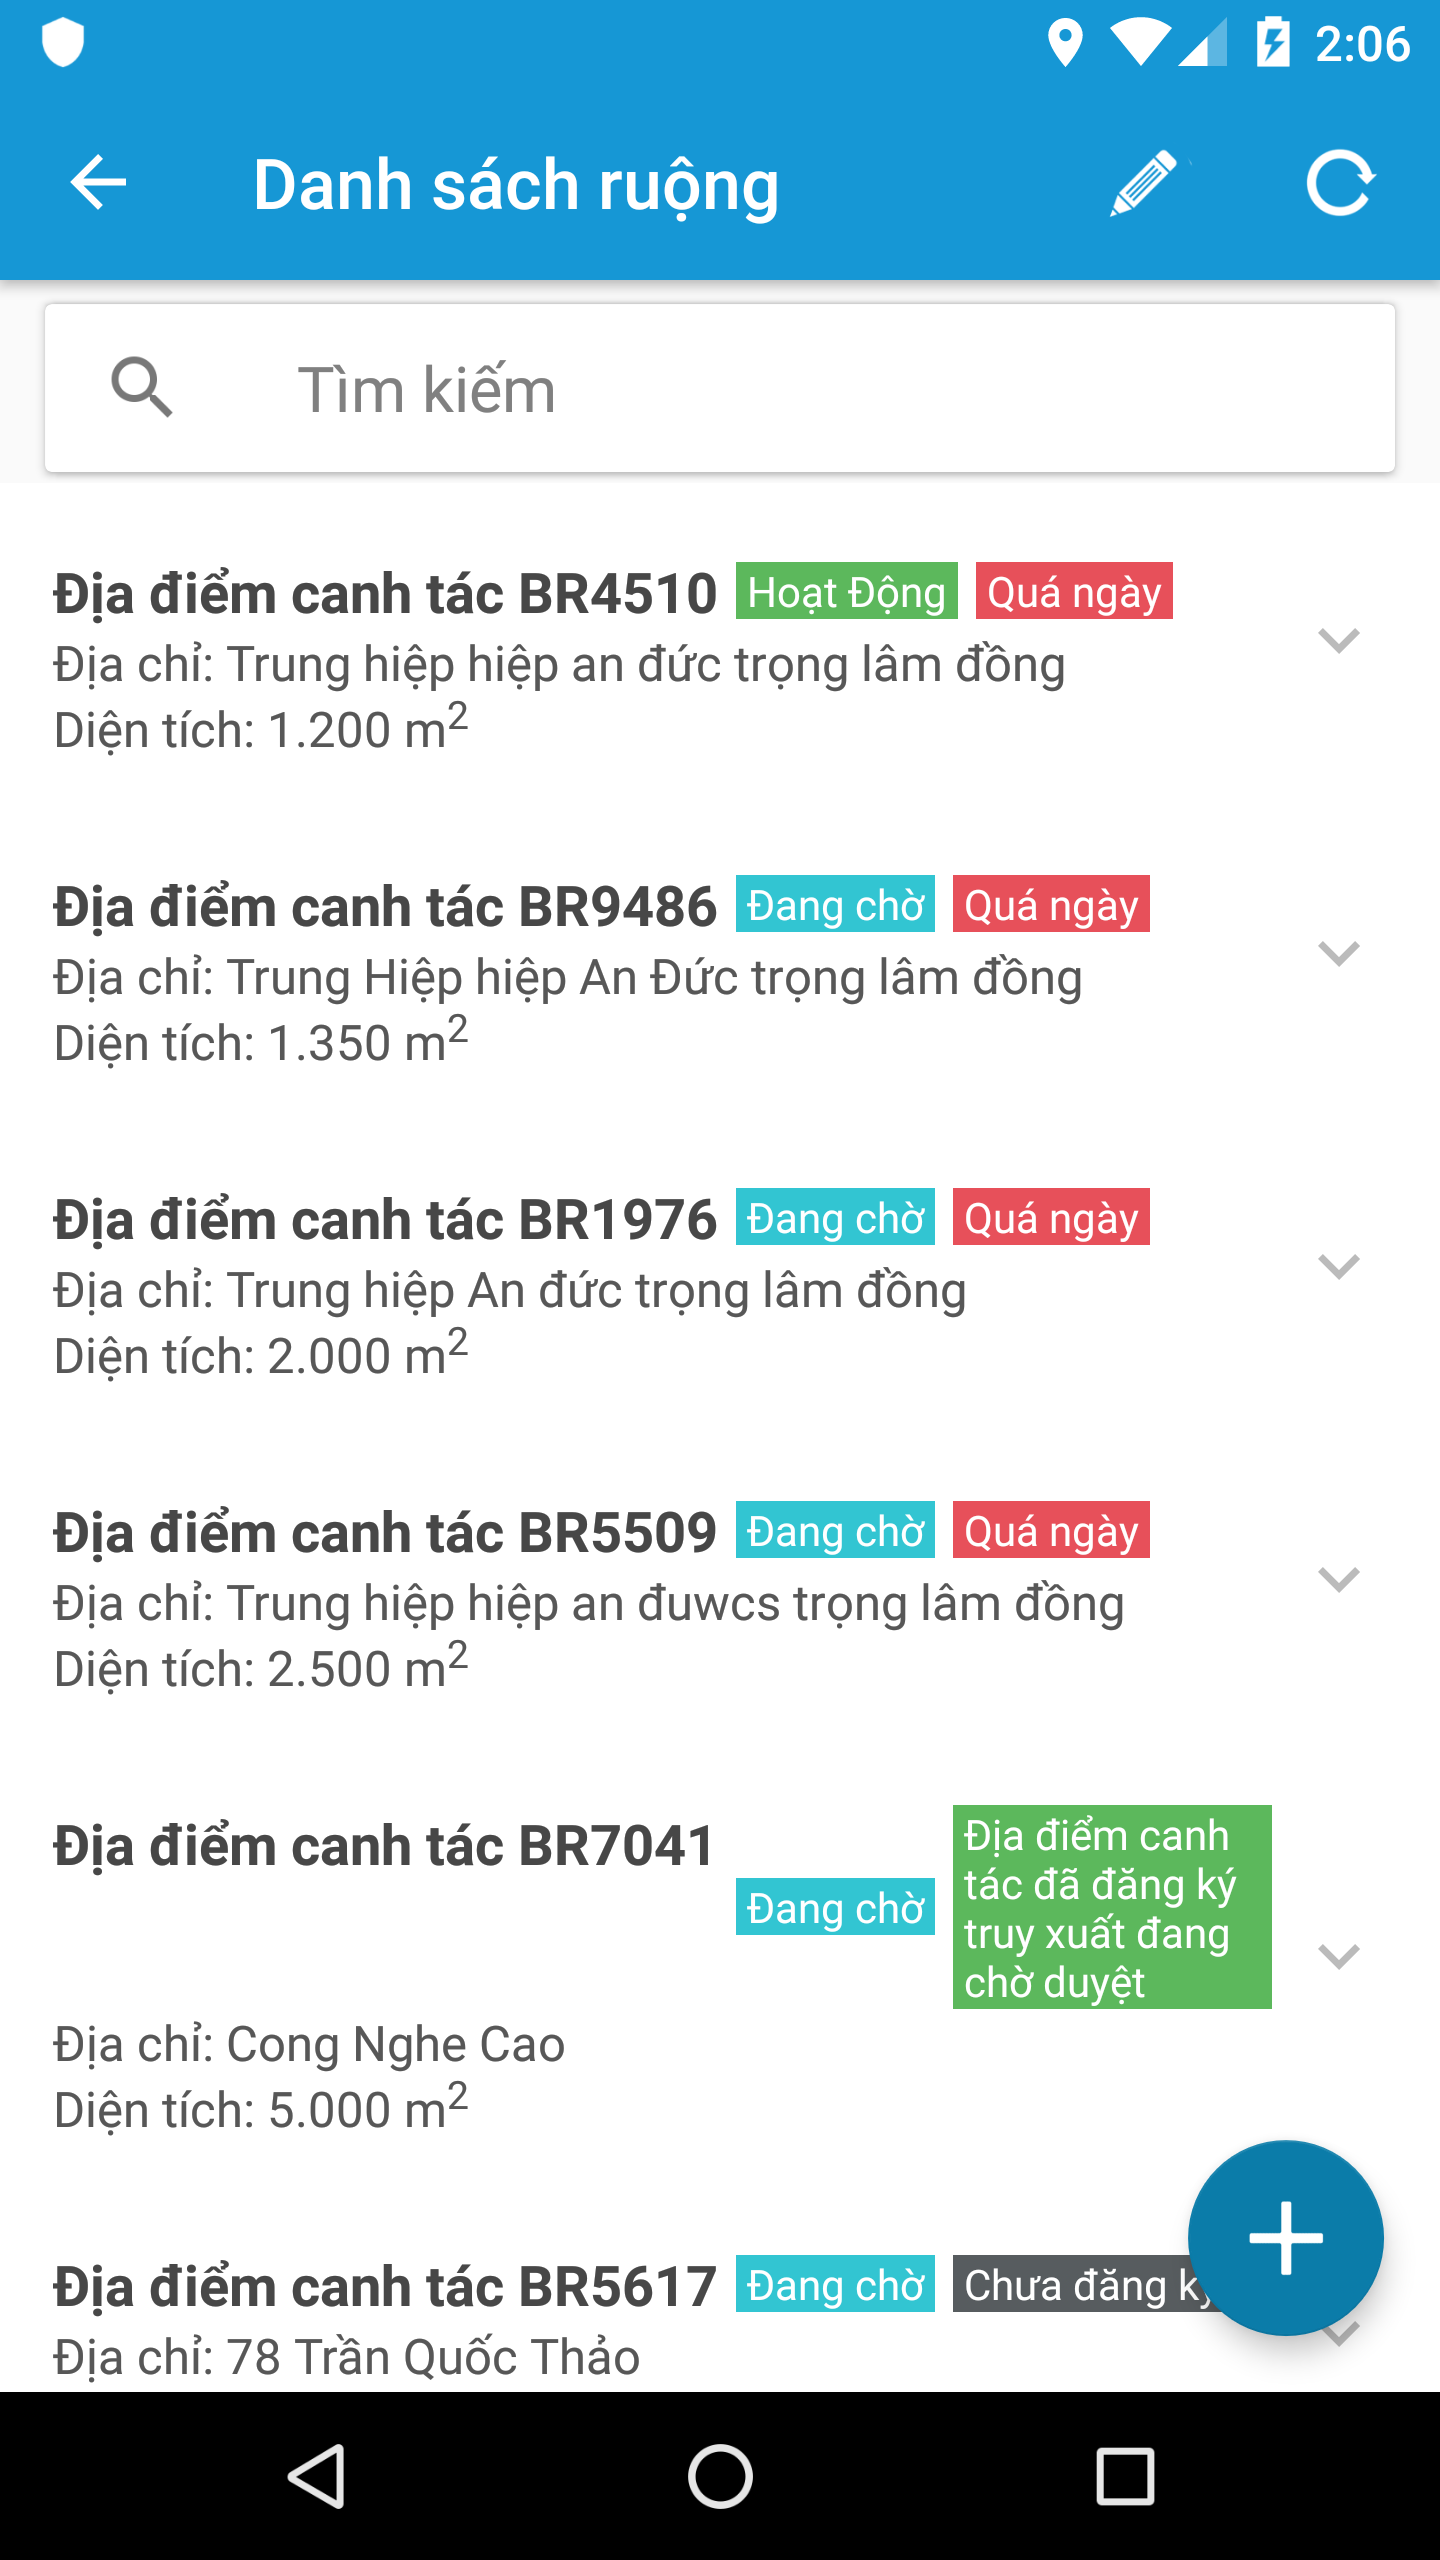 2:06
Danh sách ruộng
Tìm kiếm
Địa điểm canh tác BR4510 Hoạt Động Quá ngày
Địa chỉ: Trung hiệp hiệp an đức trọng lâm đồng
Diện tích: 1.200 m²
Địa điểm canh tác BR9486 Đang chờ Quá ngày
Địa chỉ: Trung Hiệp hiệp An Đức trọng lâm đồng
Diện tích: 1.350 m²
Địa điểm canh tác BR1976 Đang chờ Quá ngày
Địa chỉ: Trung hiệp An đức trọng lâm đồng
Diện tích: 2.000 m²
Địa điểm canh tác BR5509 Đang chờ Quá ngày
Địa chỉ: Trung hiệp hiệp an đuwcs trọng lâm đồng
Diện tích: 2.500 m²
Địa điểm canh tác BR7041
Đang chờ
Địa điểm canh
tác đã đăng ký
truy xuất đang
chờ duyệt
Địa chỉ: Cong Nghe Cao
Diện tích: 5.000 m²
Địa điểm canh tác BR5617 Đang chờ Chưa đăng ký
Địa chỉ: 78 Trần Quốc Thảo